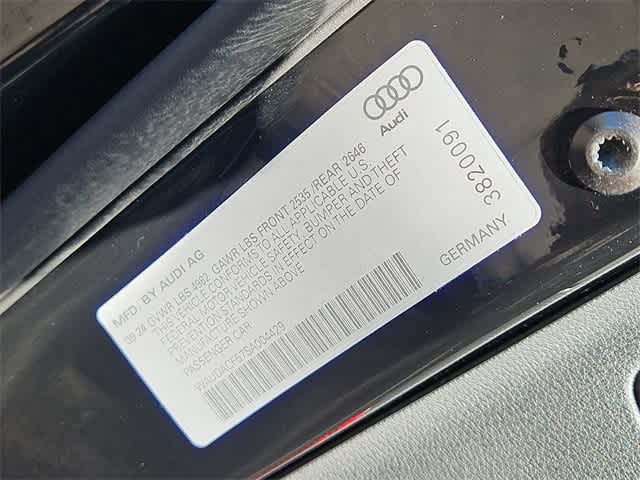 Audi
3820091
MFD. BY AUDI AG
09 24 GVWR LBS 4982 GAWR LBS FRONT 2535 /REAR 2646
THIS VEHICLE CONFORMS TO ALL APPLICABLE U.S.
FEDERAL MOTOR VEHICLE SAFETY, BUMPER AND THEFT
PREVENTION STANDARDS IN EFFECT ON THE DATE OF
MANUFACTURE SHOWN ABOVE
PASSENGER CAR
GERMANY